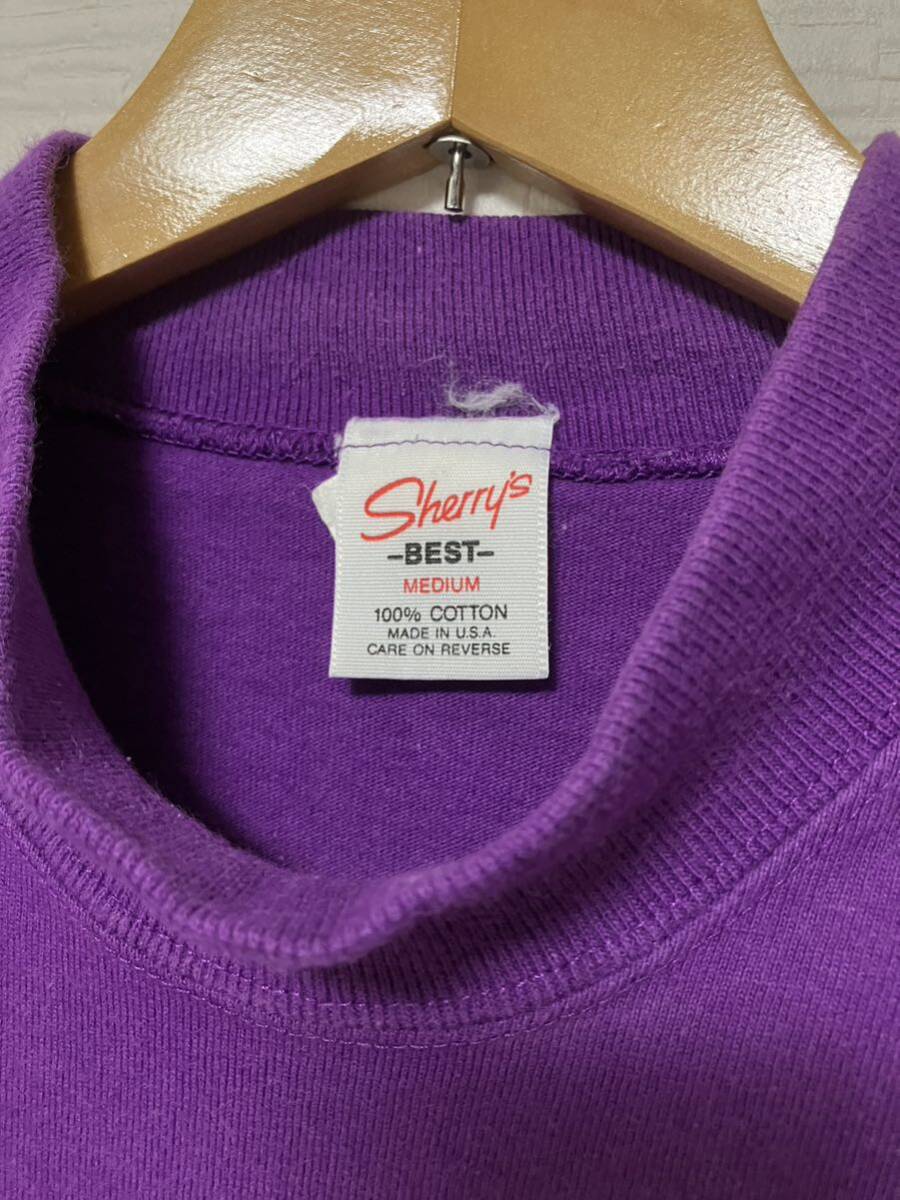 Sherry's
-BEST-
MEDIUM
100% COTTON
MADE IN U.S.A.
CARE ON REVERSE